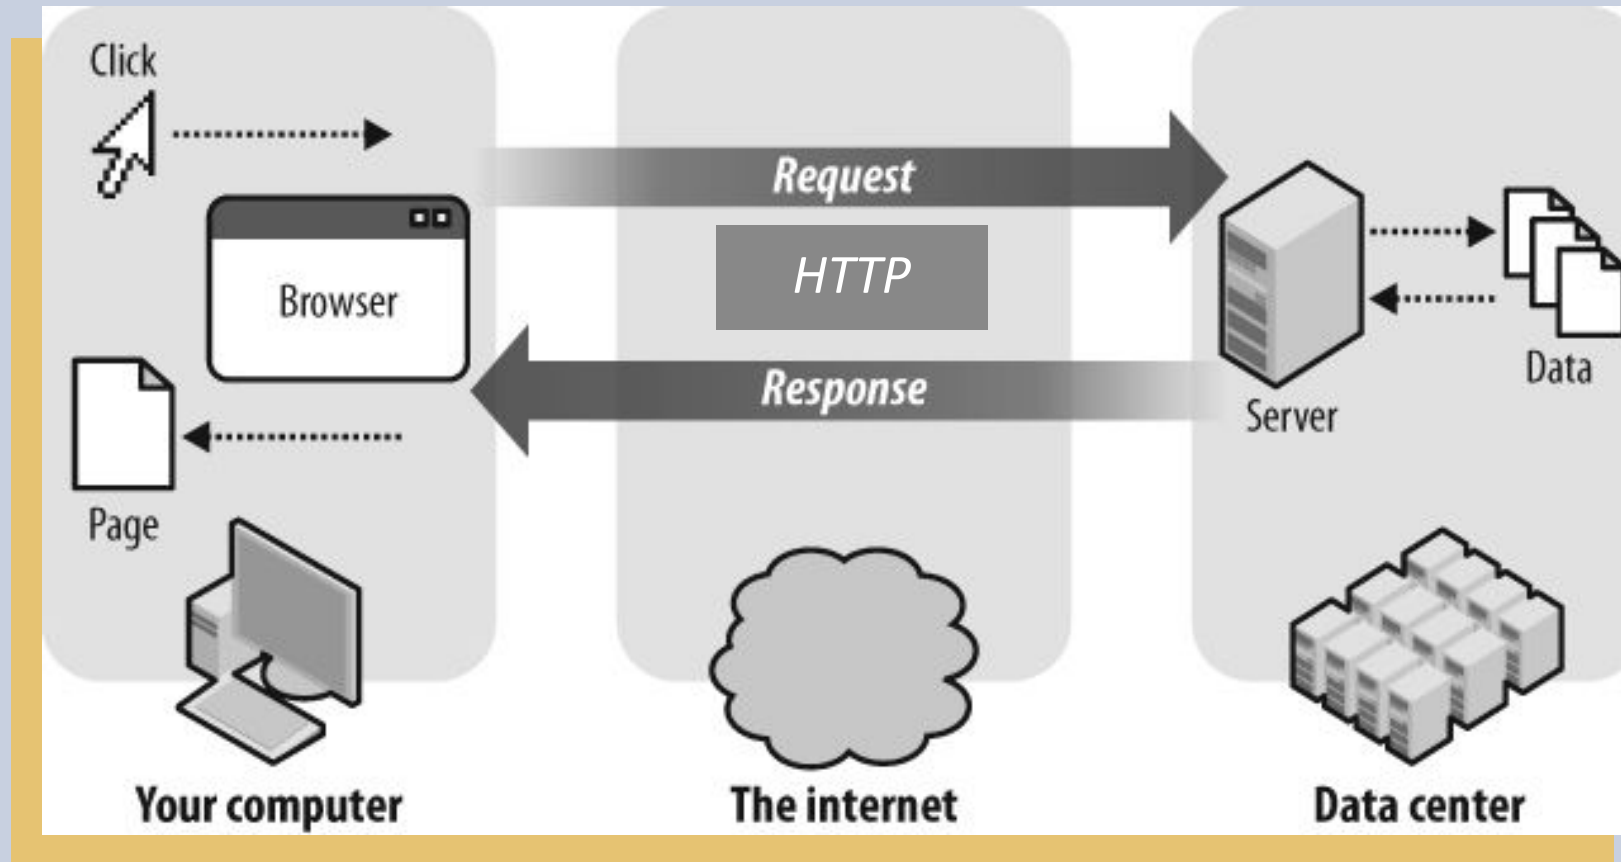 Click
Request
HTTP
Browser
Response
Data
Server
Page
Your computer
The internet
Data center